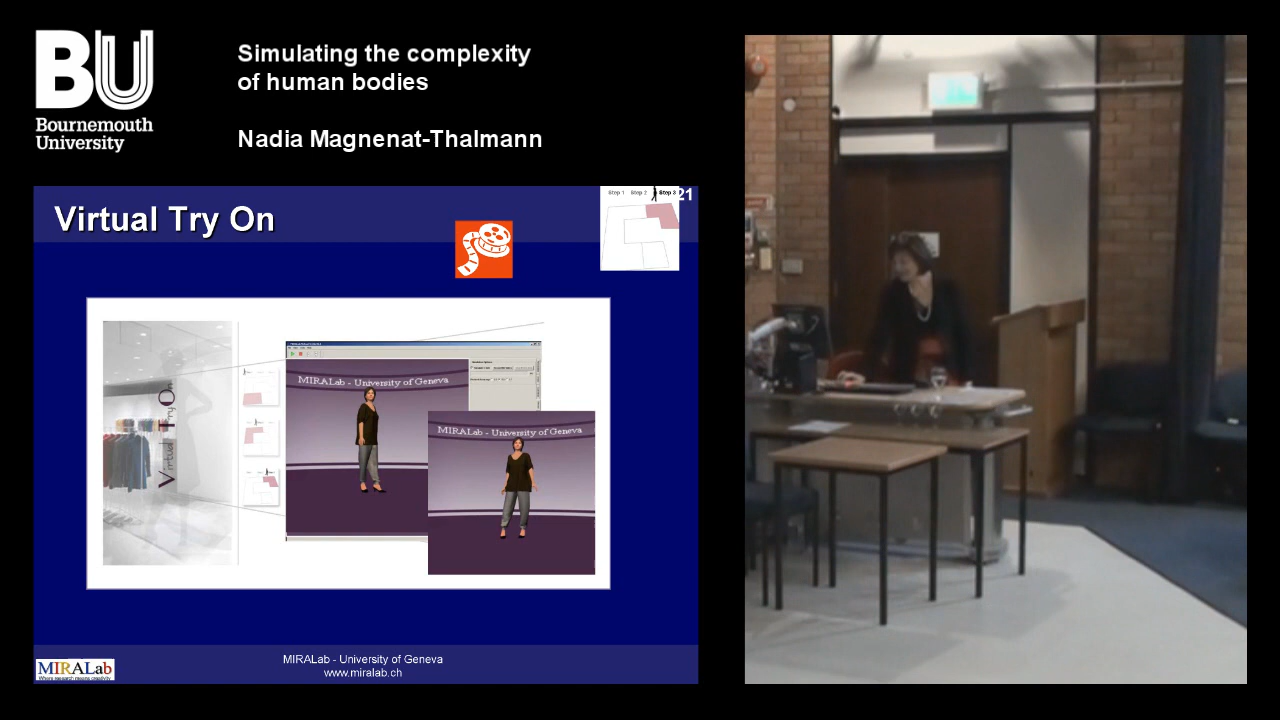 BU
Bournemouth
University
Simulating the complexity
of human bodies
Nadia Magnenat-Thalmann
Virtual Try On
Step 1 Step 2 Step 3
21
Virtual Try On
MIRALab - University of Geneva
MIRALab - University of Geneva
MIRALab
MIRALab - University of Geneva
www.miralab.ch